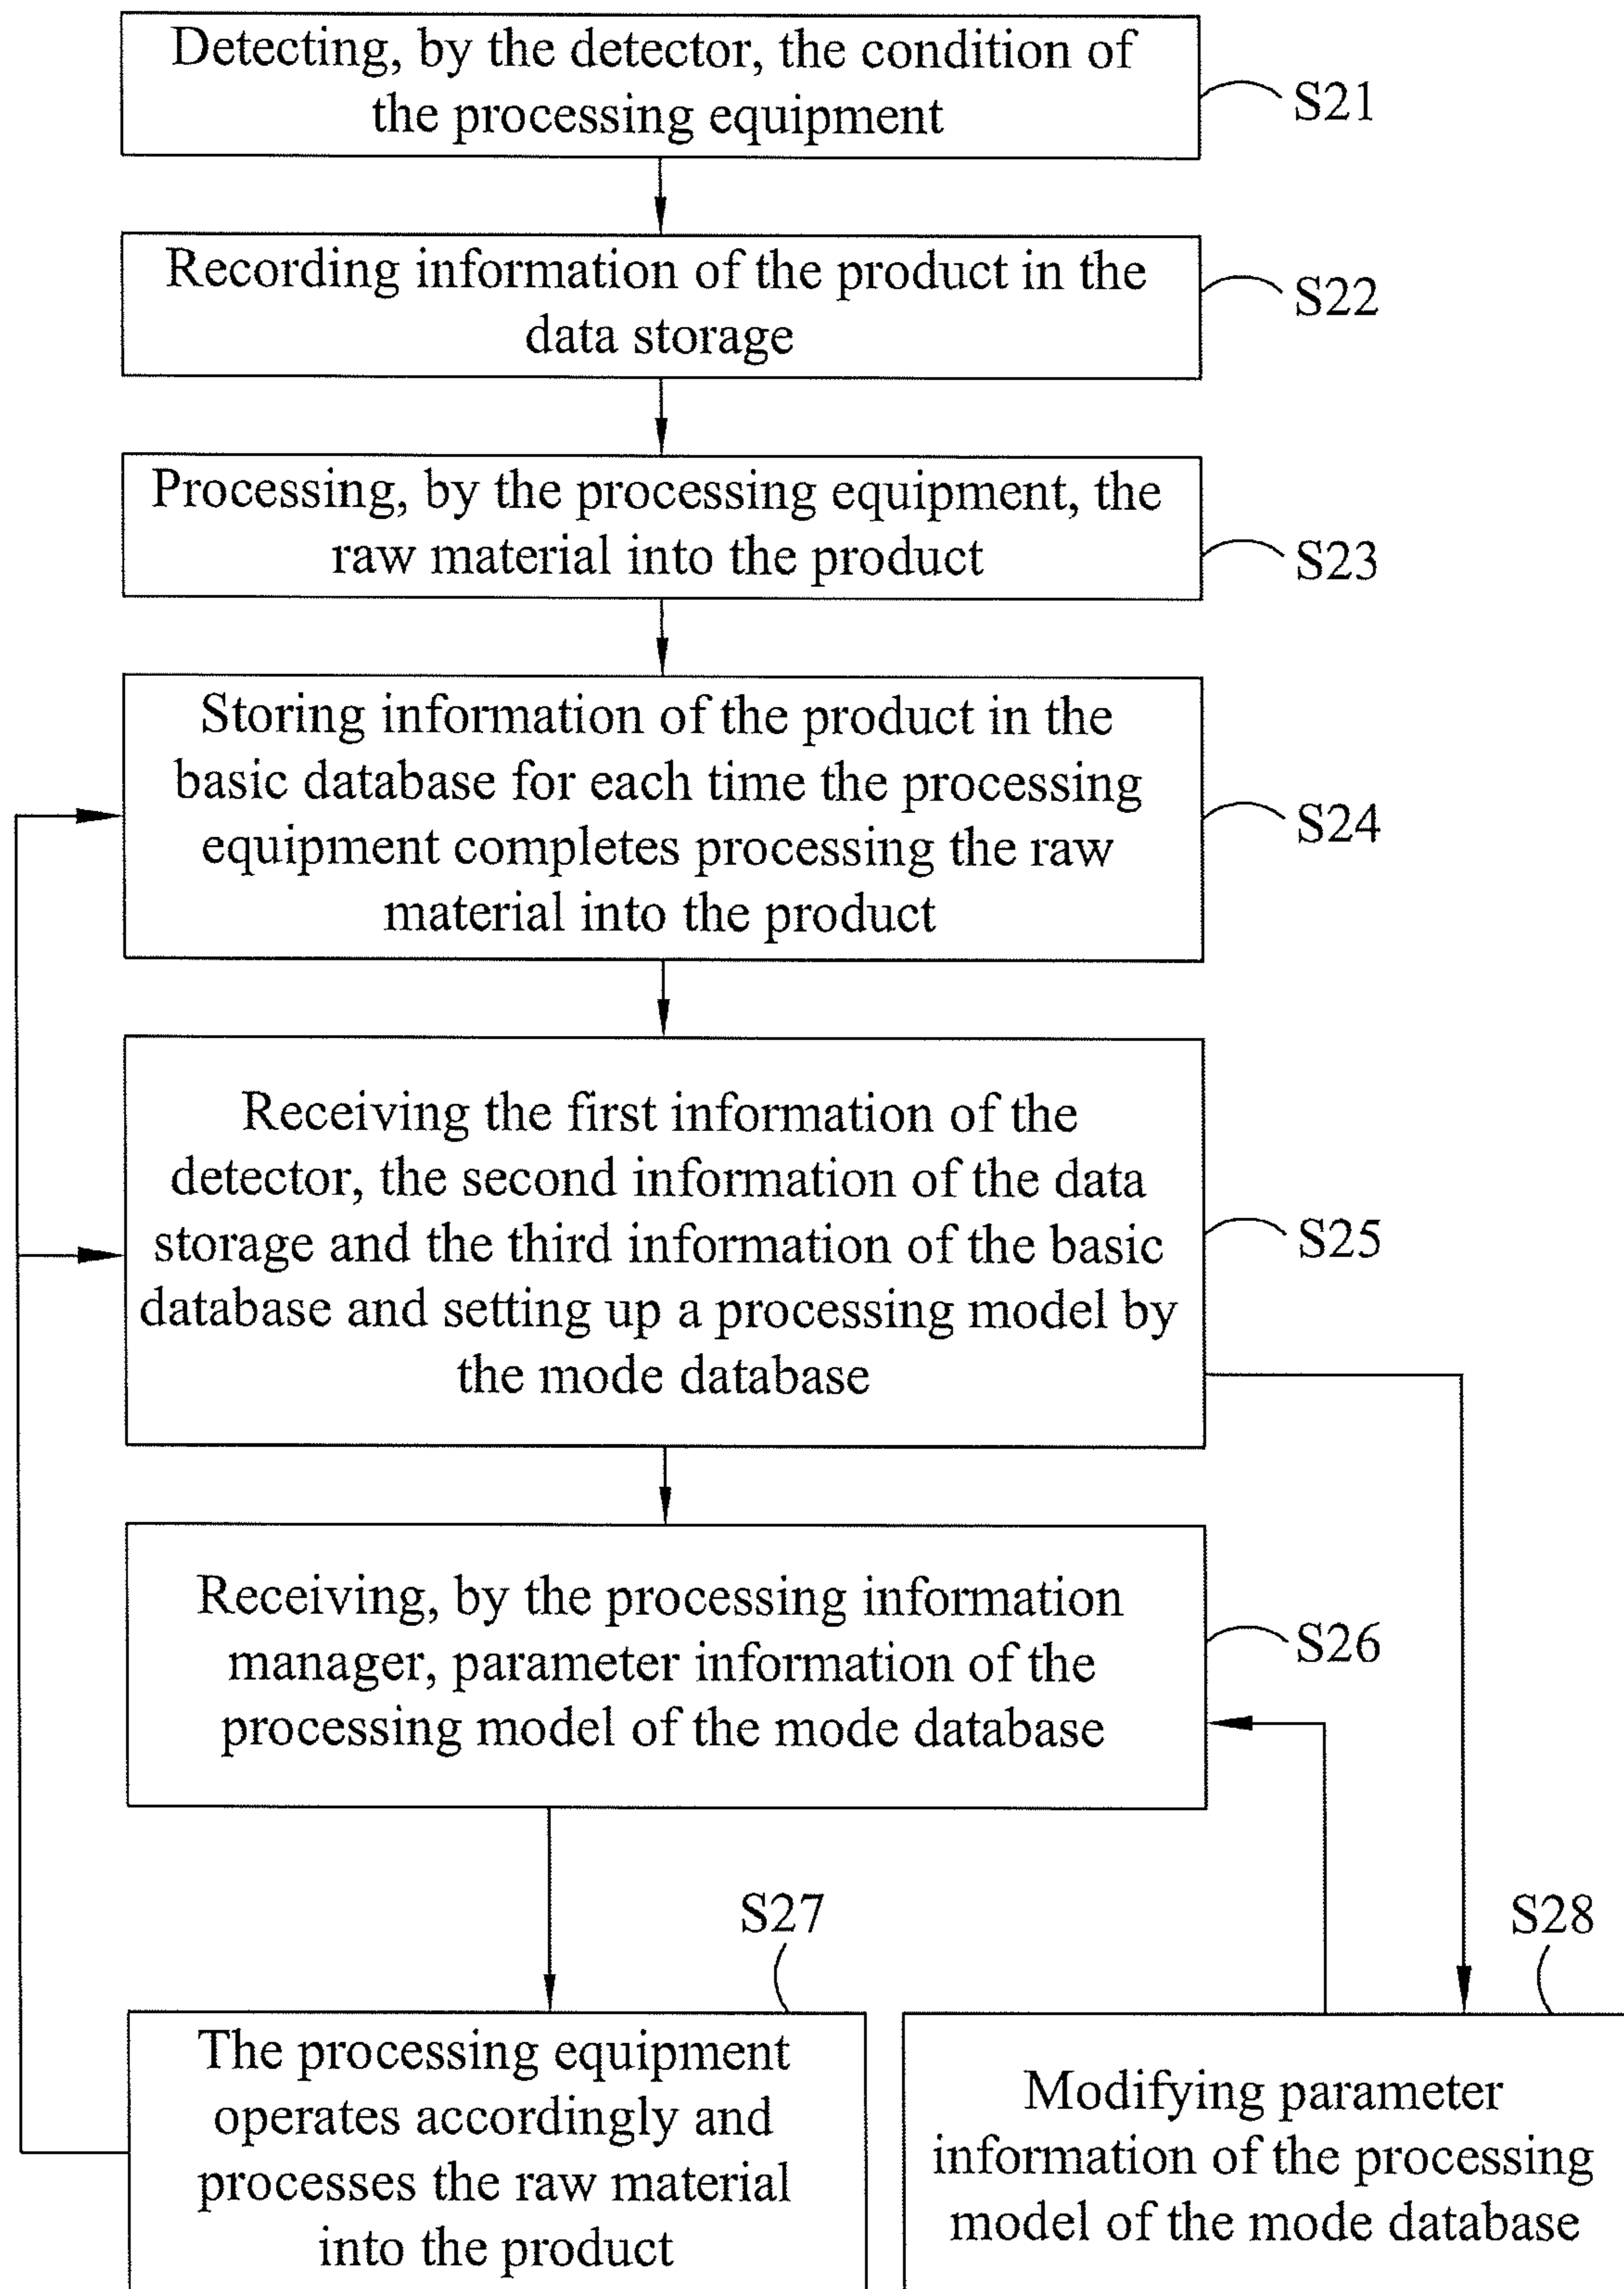 Detecting, by the detector, the condition of
the processing equipment
S21
Recording information of the product in the
data storage
S22
Processing, by the processing equipment, the
raw material into the product
S23
Storing information of the product in the
basic database for each time the processing
equipment completes processing the raw
material into the product
S24
Receiving the first information of the
detector, the second information of the data
storage and the third information of the basic
database and setting up a processing model by
the mode database
S25
Receiving, by the processing information
manager, parameter information of the
processing model of the mode database
S26
S27
The processing equipment
operates accordingly and
processes the raw material
into the product
S28
Modifying parameter
information of the processing
model of the mode database